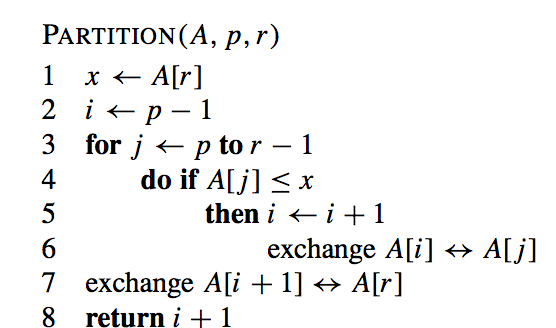 PARTITION(A, p, r)
1 x ← A[r]
2 i ← p − 1
3 for j ← p to r − 1
4 do if A[j] ≤ x
5 then i ← i + 1
6 exchange A[i] ↔ A[j]
7 exchange A[i + 1] ↔ A[r]
8 return i + 1